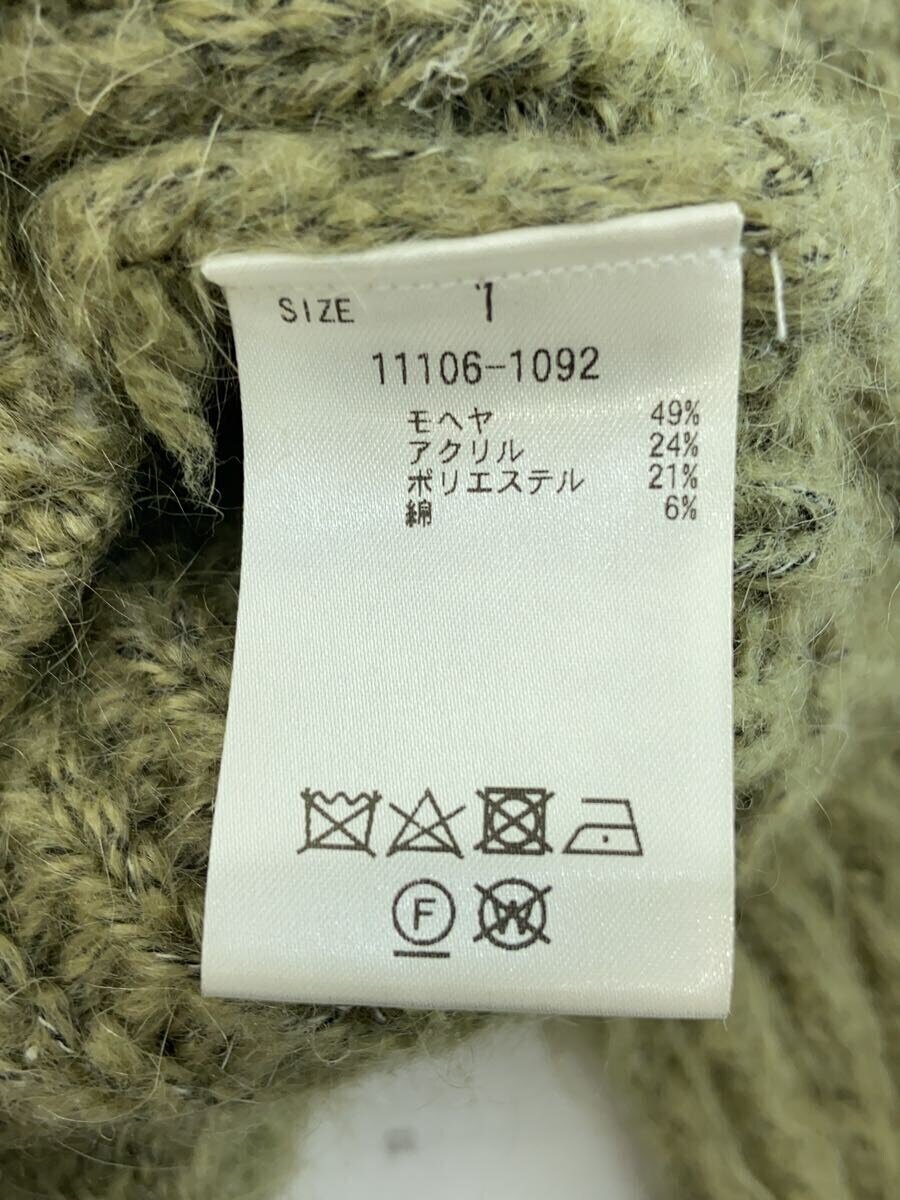 SIZE 1
11106-1092
モヘヤ 49%
アクリル 24%
ポリエステル 21%
綿 6%
F W